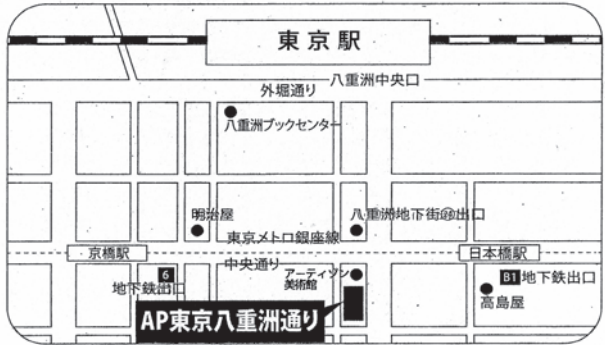 東京駅
八重洲中央口
外堀通り
八重洲ブックセンター
明治屋
八重洲地下街㉔出口
東京メトロ銀座線
京橋駅
日本橋駅
中央通り
6
地下鉄出口
アーティゾン
美術館
B1 地下鉄出口
高島屋
AP東京八重洲通り